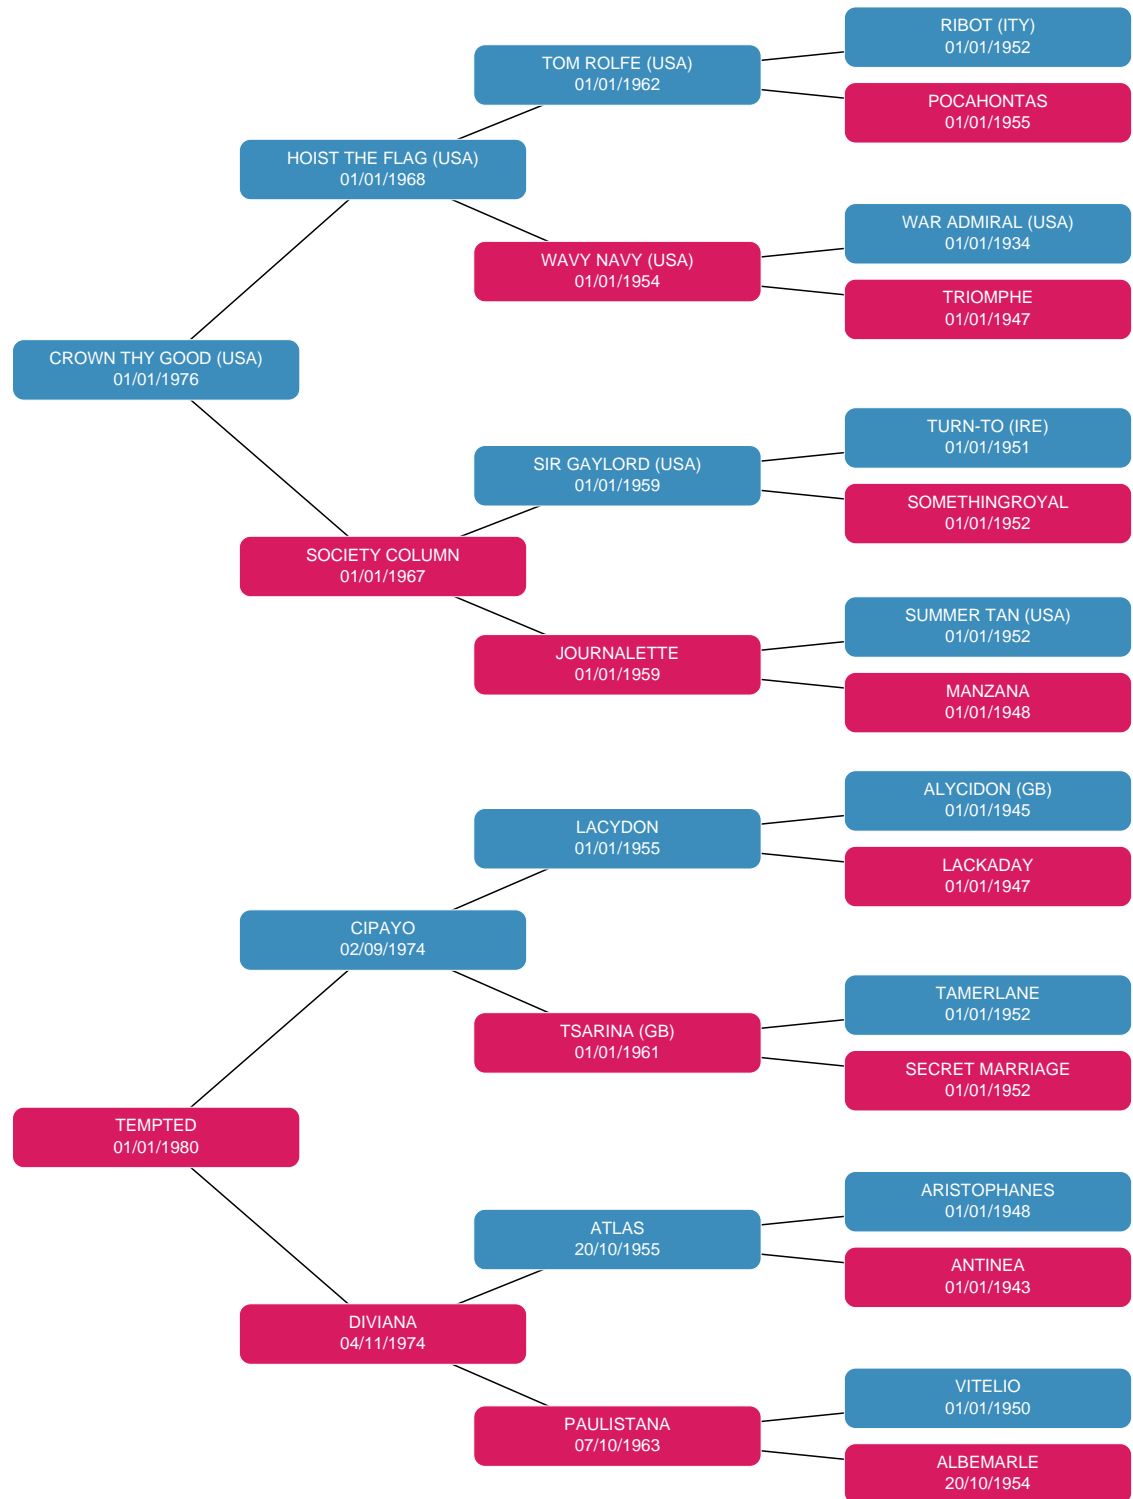 RIBOT (ITY)
01/01/1952
TOM ROLFE (USA)
01/01/1962
POCAHONTAS
01/01/1955
HOIST THE FLAG (USA)
01/01/1968
WAR ADMIRAL (USA)
01/01/1934
WAVY NAVY (USA)
01/01/1954
TRIOMPHE
01/01/1947
CROWN THY GOOD (USA)
01/01/1976
TURN-TO (IRE)
01/01/1951
SIR GAYLORD (USA)
01/01/1959
SOMETHINGROYAL
01/01/1952
SOCIETY COLUMN
01/01/1967
SUMMER TAN (USA)
01/01/1952
JOURNALETTE
01/01/1959
MANZANA
01/01/1948
ALYCIDON (GB)
01/01/1945
LACYDON
01/01/1955
LACKADAY
01/01/1947
CIPAYO
02/09/1974
TAMERLANE
01/01/1952
TSARINA (GB)
01/01/1961
SECRET MARRIAGE
01/01/1952
TEMPTED
01/01/1980
ARISTOPHANES
01/01/1948
ATLAS
20/10/1955
ANTINEA
01/01/1943
DIVIANA
04/11/1974
VITELIO
01/01/1950
PAULISTANA
07/10/1963
ALBEMARLE
20/10/1954